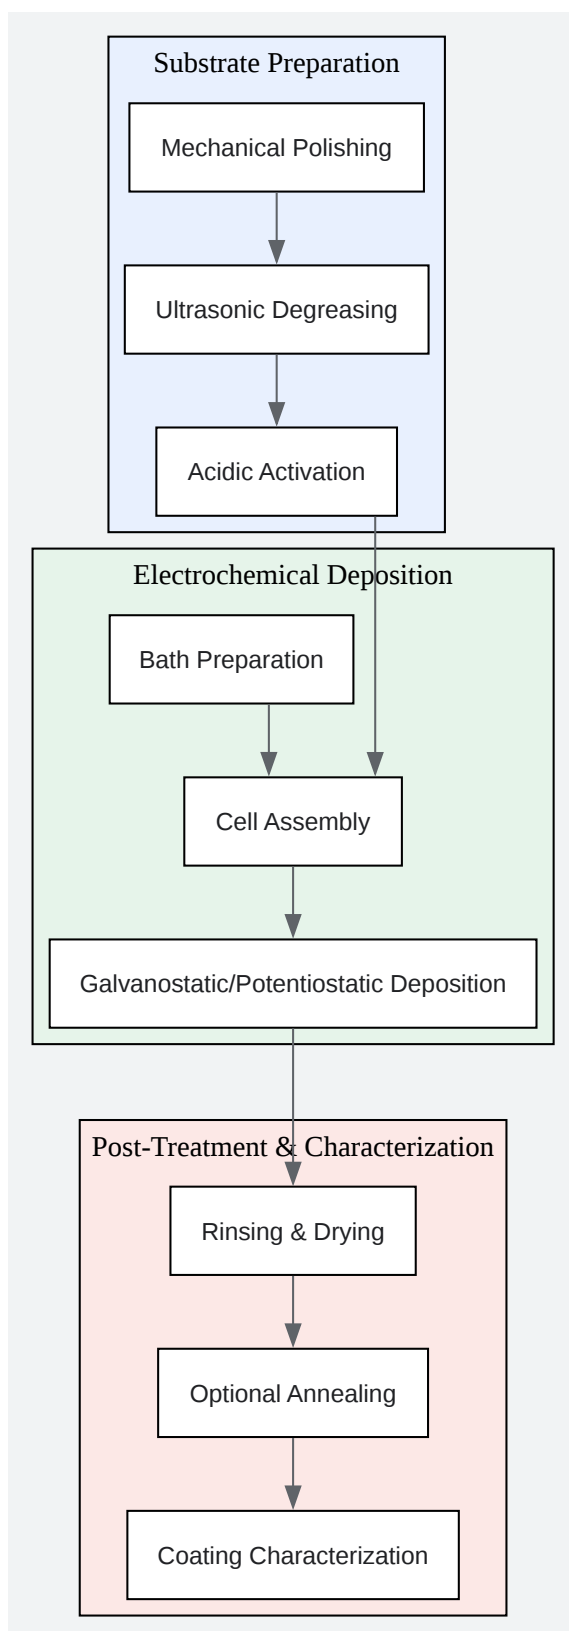 Substrate Preparation
Mechanical Polishing
Ultrasonic Degreasing
Acidic Activation
Electrochemical Deposition
Bath Preparation
Cell Assembly
Galvanostatic/Potentiostatic Deposition
Post-Treatment & Characterization
Rinsing & Drying
Optional Annealing
Coating Characterization